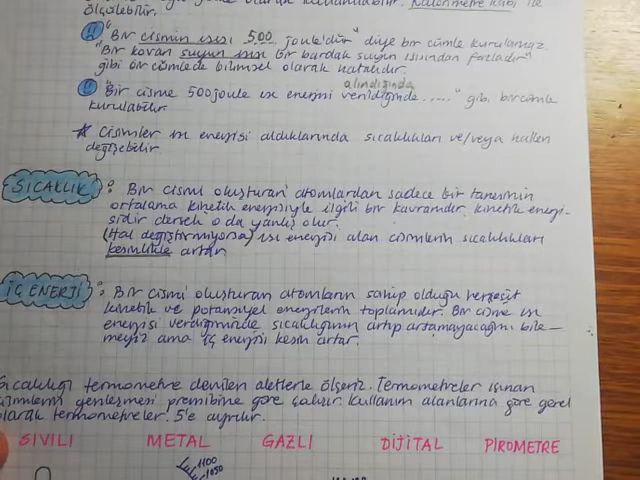 ölçülebilir.
"Bir cismin ısısı 500 joule'dür" diye bir cümle kurulamaz.
"Bir kovan suyun ısısı bir bardak suyun ısısından fazladır"
gibi bir cümlede bilimsel olarak hatalıdır.
alındığında
"Bir cisme 500 joule ısı enerjisi verildiğinde....." gibi bir cümle
kurulabilir.
* Cisimler ısı enerjisi aldıklarında sıcaklıkları ve/veya halleri
değişebilir
SICAKLIK: Bir cismi oluşturan atomlardan sadece bir tanesinin
ortalama kinetik enerjisiyle ilgili bir kavramdır. kinetik enerji-
sidir dersek o da yanlış olur.
(Hal değiştirmiyorsa) ısı enerjisi alan cisimlerin sıcaklıkları
kesinlikle artar.
İÇ ENERJİ: Bir cismi oluşturan atomların sahip olduğu herçeşit
kinetik ve potansiyel enerjilerin toplamıdır. Bir cisme ısı
enerjisi verdiğimizde sıcaklığının artıp artamayacağını bile-
meyiz ama iç enerjisi kesin artar.
Sıcaklığı termometre denilen aletlerle ölçeriz. Termometreler ısınan
cisimlerin genleşmesi prensibine göre çalışır. Kullanım alanlarına göre genel
olarak termometreler 5'e ayrılır.
SIVILI METAL GAZLI DİJİTAL PİROMETRE
1100
1050